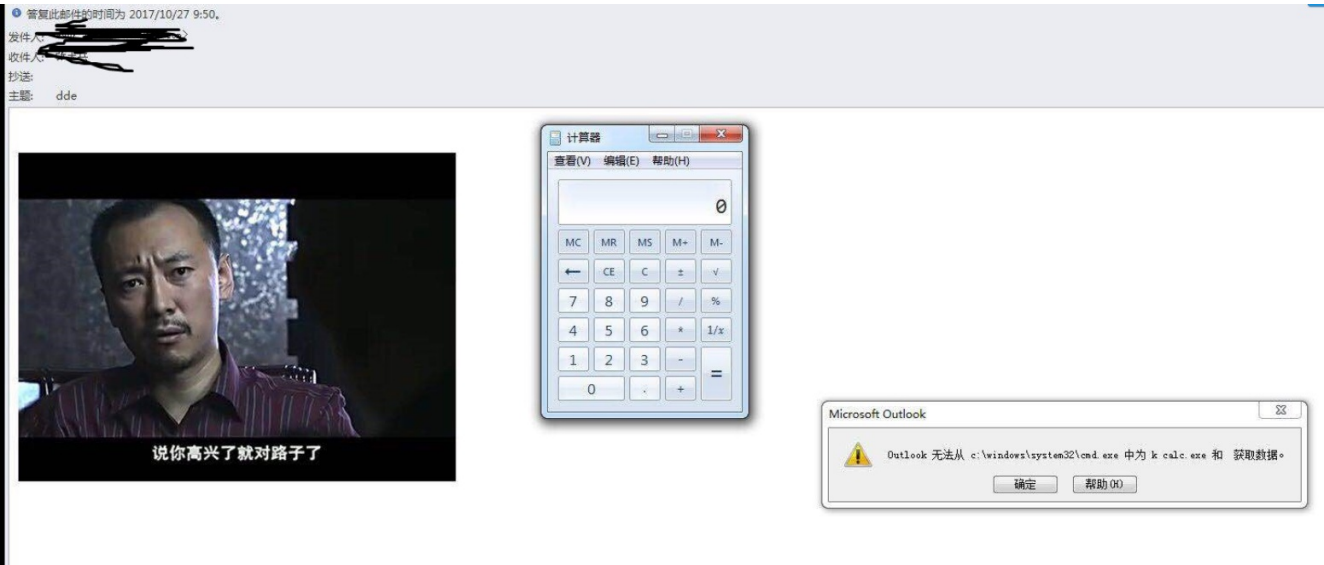 答复此邮件的时间为 2017/10/27 9:50。
发件人:
收件人:
抄送:
主题: dde
说你高兴了就对路子了
计算器
查看(V) 编辑(E) 帮助(H)
0
MC MR MS M+ M-
← CE C ± √
7 8 9 / %
4 5 6 * 1/x
1 2 3 - =
0 . +
Microsoft Outlook
Outlook 无法从 c:\windows\system32\cmd.exe 中为 k calc.exe 和 获取数据。
确定 帮助(H)